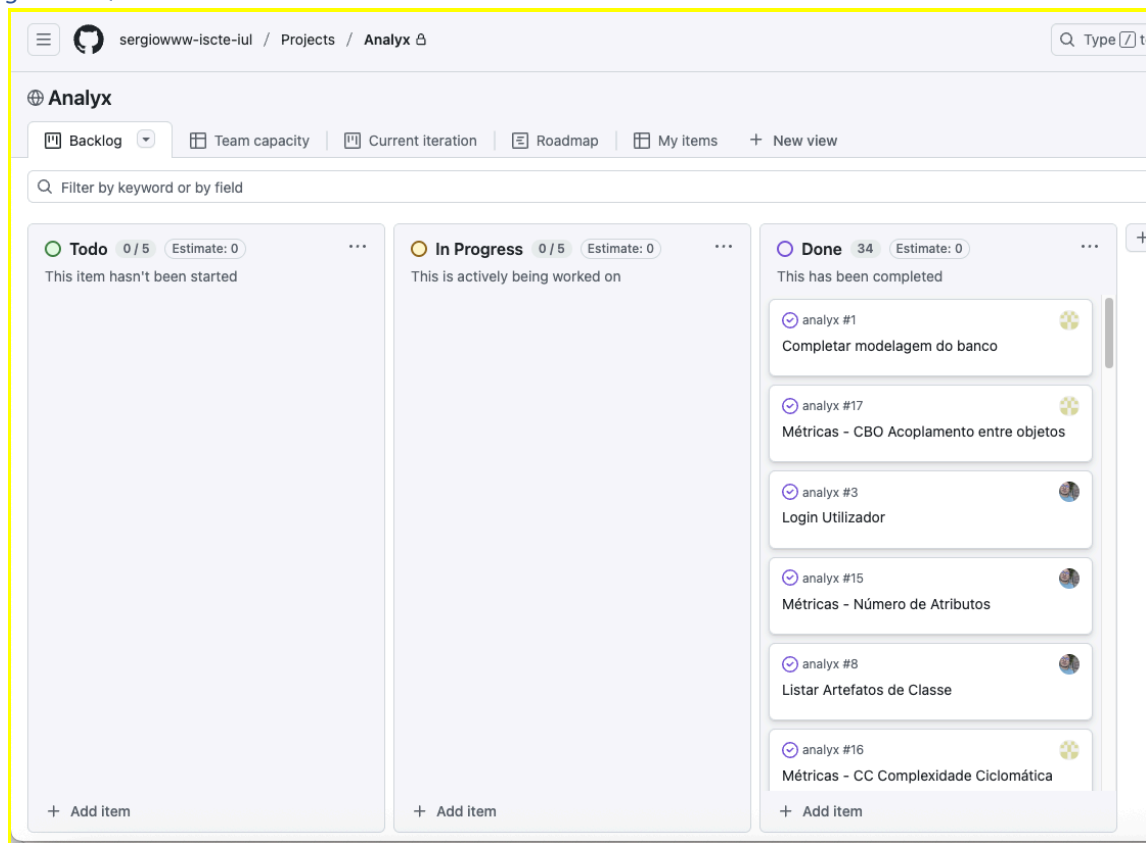 sergiowww-iscte-iul / Projects / Analyx
Type / t
Analyx
Backlog
Team capacity
Current iteration
Roadmap
My items
+ New view
Filter by keyword or by field
Todo 0 / 5 Estimate: 0 ...
This item hasn't been started
+ Add item
In Progress 0 / 5 Estimate: 0 ...
This is actively being worked on
+ Add item
Done 34 Estimate: 0 ...
This has been completed
analyx #1
Completar modelagem do banco
analyx #17
Métricas - CBO Acoplamento entre objetos
analyx #3
Login Utilizador
analyx #15
Métricas - Número de Atributos
analyx #8
Listar Artefatos de Classe
analyx #16
Métricas - CC Complexidade Ciclomática
+ Add item
+